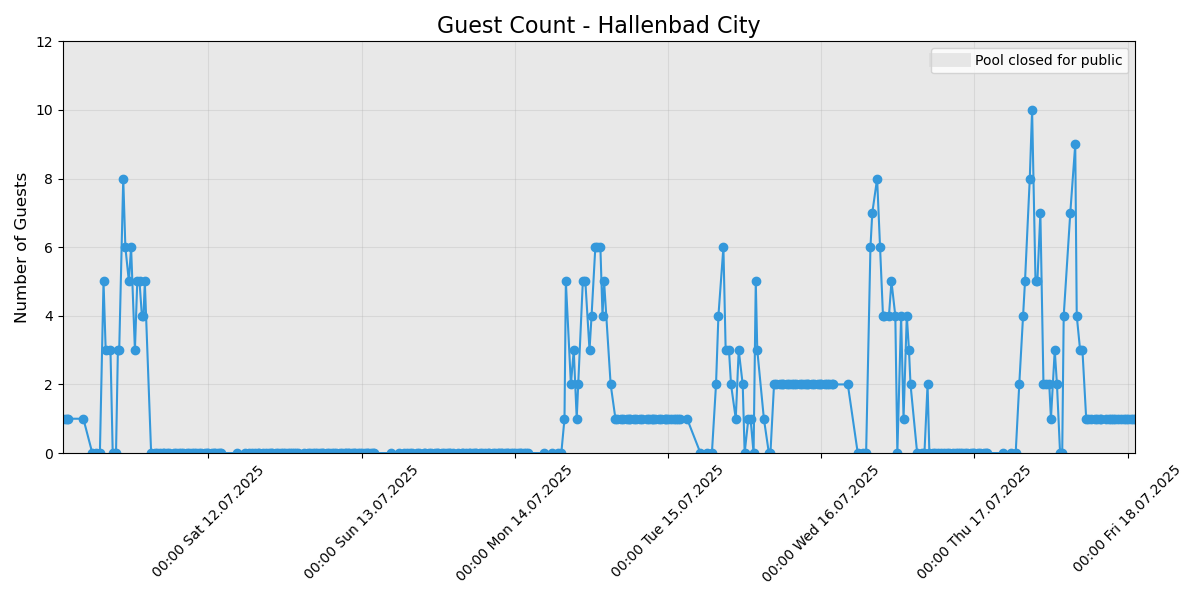 Guest Count - Hallenbad City
Number of Guests
12
10
8
6
4
2
0
Pool closed for public
00:00 Sat 12.07.2025
00:00 Sun 13.07.2025
00:00 Mon 14.07.2025
00:00 Tue 15.07.2025
00:00 Wed 16.07.2025
00:00 Thu 17.07.2025
00:00 Fri 18.07.2025